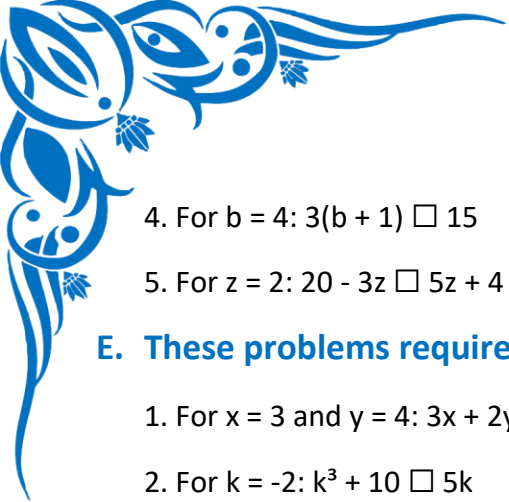 4. For b = 4: 3(b + 1) □ 15
5. For z = 2: 20 - 3z □ 5z + 4
E. These problems require
1. For x = 3 and y = 4: 3x + 2y
2. For k = -2: k³ + 10 □ 5k